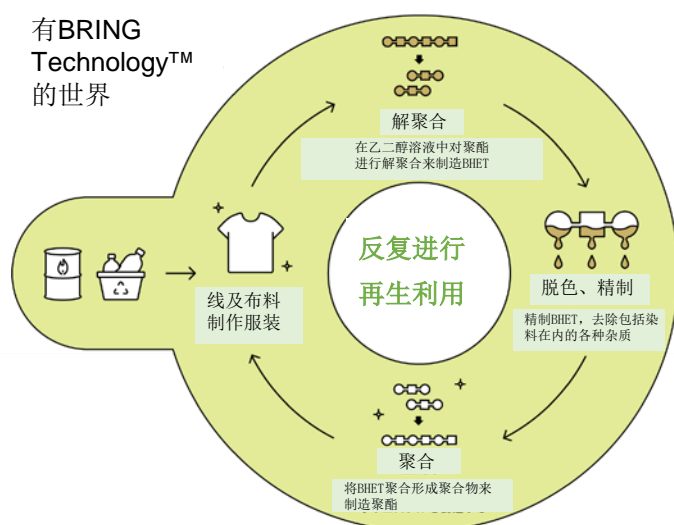 有BRING
Technology™
的世界
解聚合
在乙二醇溶液中对聚酯
进行解聚合来制造BHET
反复进行
再生利用
脱色、精制
精制BHET，去除包括染
料在内的各种杂质
线及布料
制作服装
聚合
将BHET聚合形成聚合物来
制造聚酯